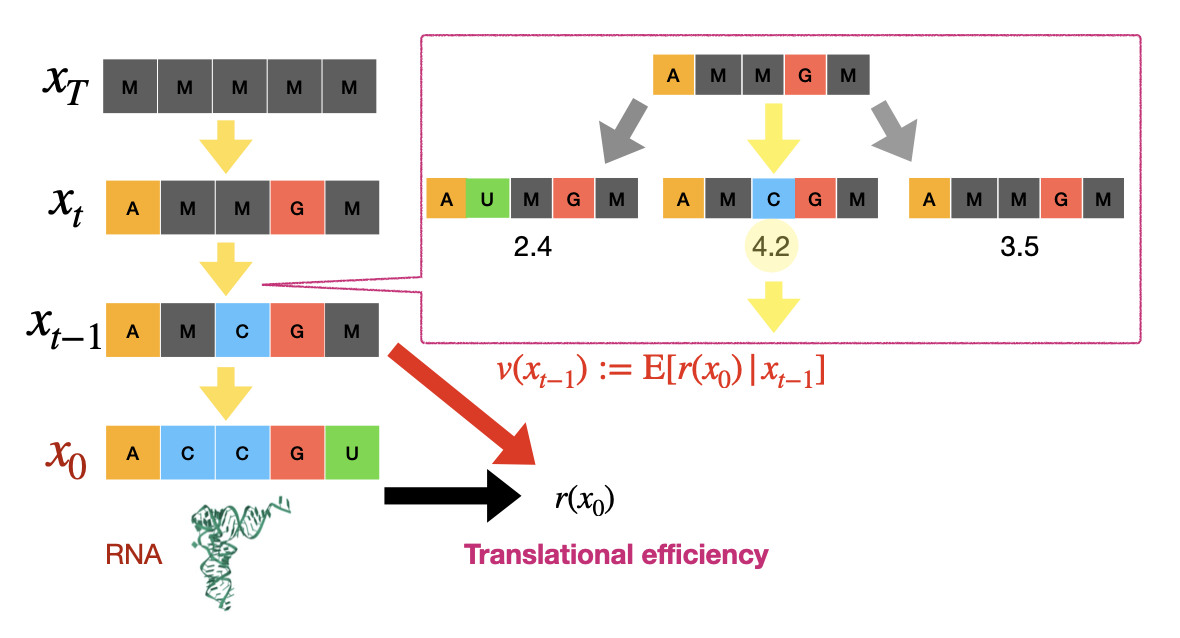 x_T M M M M M
A M M G M
x_t A M M G M
A U M G M A M C G M A M M G M
2.4 4.2 3.5
x_{t−1} A M C G M
v(x_{t−1}) := E[r(x_0) | x_{t−1}]
x_0 A C C G U
r(x_0)
RNA Translational efficiency